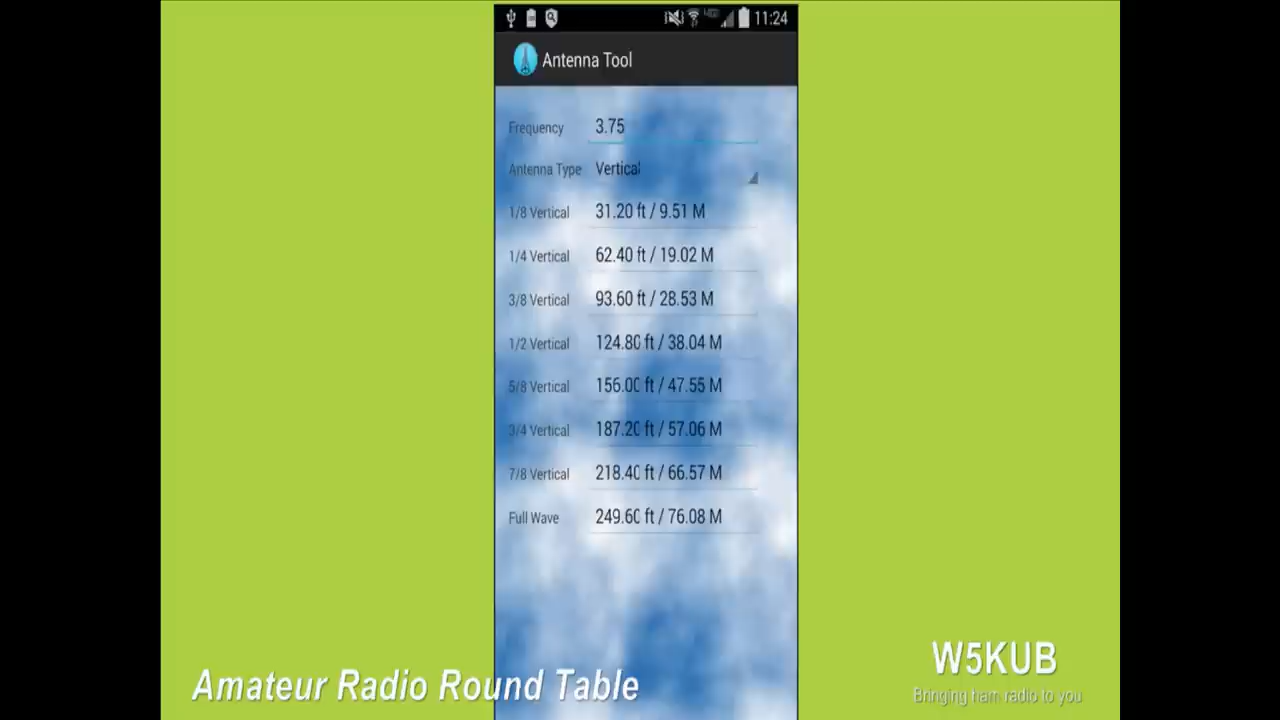 11:24
Antenna Tool
Frequency 3.75
Antenna Type Vertical
1/8 Vertical 31.20 ft / 9.51 M
1/4 Vertical 62.40 ft / 19.02 M
3/8 Vertical 93.60 ft / 28.53 M
1/2 Vertical 124.80 ft / 38.04 M
5/8 Vertical 156.00 ft / 47.55 M
3/4 Vertical 187.20 ft / 57.06 M
7/8 Vertical 218.40 ft / 66.57 M
Full Wave 249.60 ft / 76.08 M
Amateur Radio Round Table
W5KUB
Bringing ham radio to you